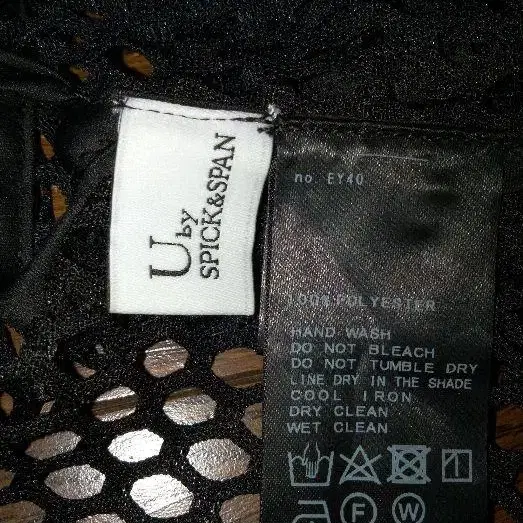 U by
SPICK&SPAN
no EY40
100% POLYESTER
HAND WASH
DO NOT BLEACH
DO NOT TUMBLE DRY
LINE DRY IN THE SHADE
COOL IRON
DRY CLEAN
WET CLEAN
F W